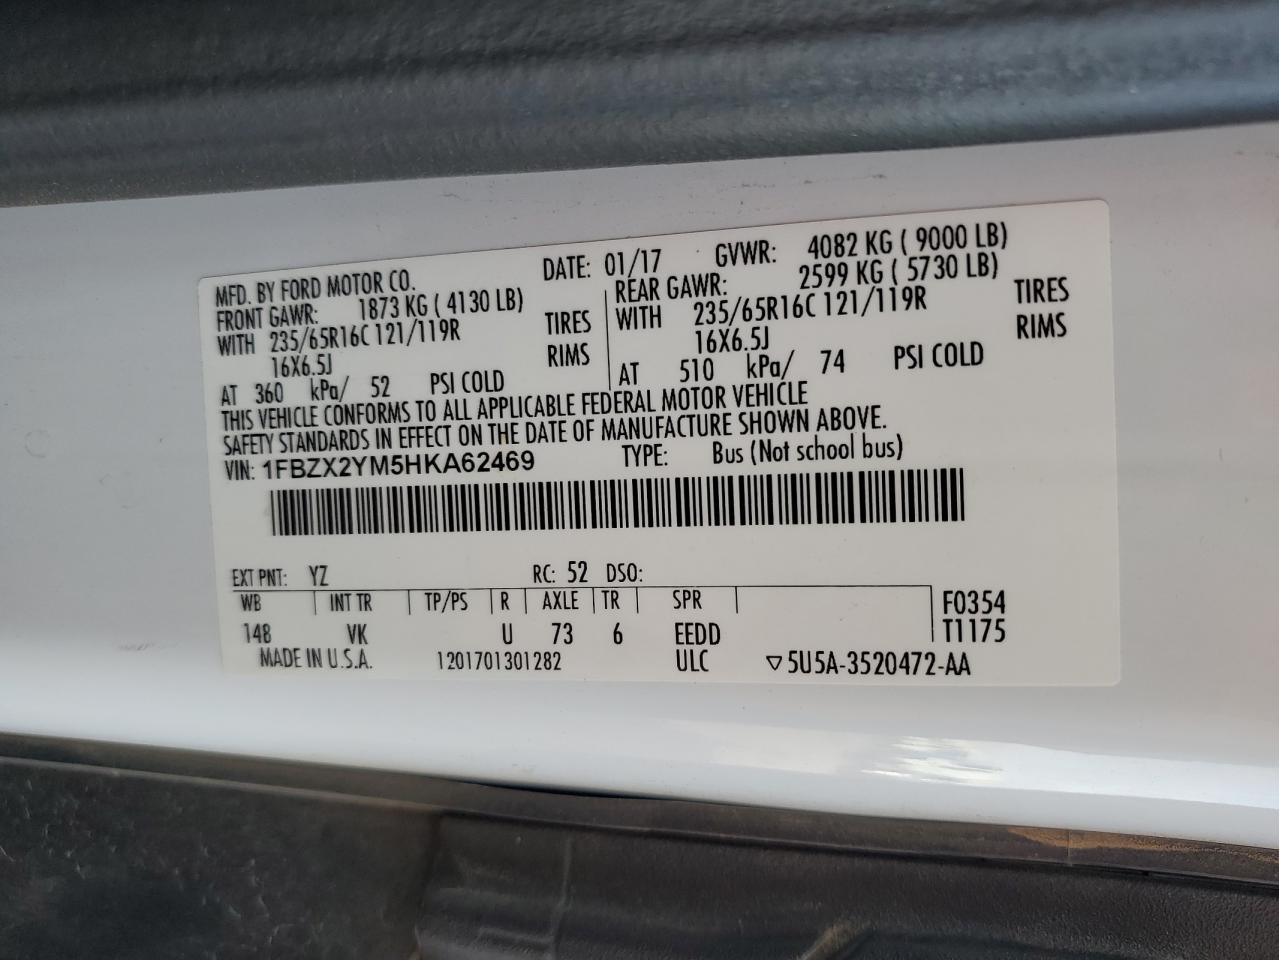 MFD. BY FORD MOTOR CO. DATE: 01/17 GVWR: 4082 KG ( 9000 LB)
FRONT GAWR: 1873 KG ( 4130 LB) REAR GAWR: 2599 KG ( 5730 LB)
WITH 235/65R16C 121/119R TIRES WITH 235/65R16C 121/119R TIRES
16X6.5J RIMS 16X6.5J RIMS
AT 360 kPa/ 52 PSI COLD AT 510 kPa/ 74 PSI COLD
THIS VEHICLE CONFORMS TO ALL APPLICABLE FEDERAL MOTOR VEHICLE
SAFETY STANDARDS IN EFFECT ON THE DATE OF MANUFACTURE SHOWN ABOVE.
VIN: 1FBZX2YM5HKA62469 TYPE: Bus (Not school bus)
EXT PNT: YZ RC: 52 DSO:
WB INT TR TP/PS R AXLE TR SPR F0354
148 VK U 73 6 EEDD T1175
MADE IN U.S.A. 1201701301282 ULC ▽5U5A-3520472-AA